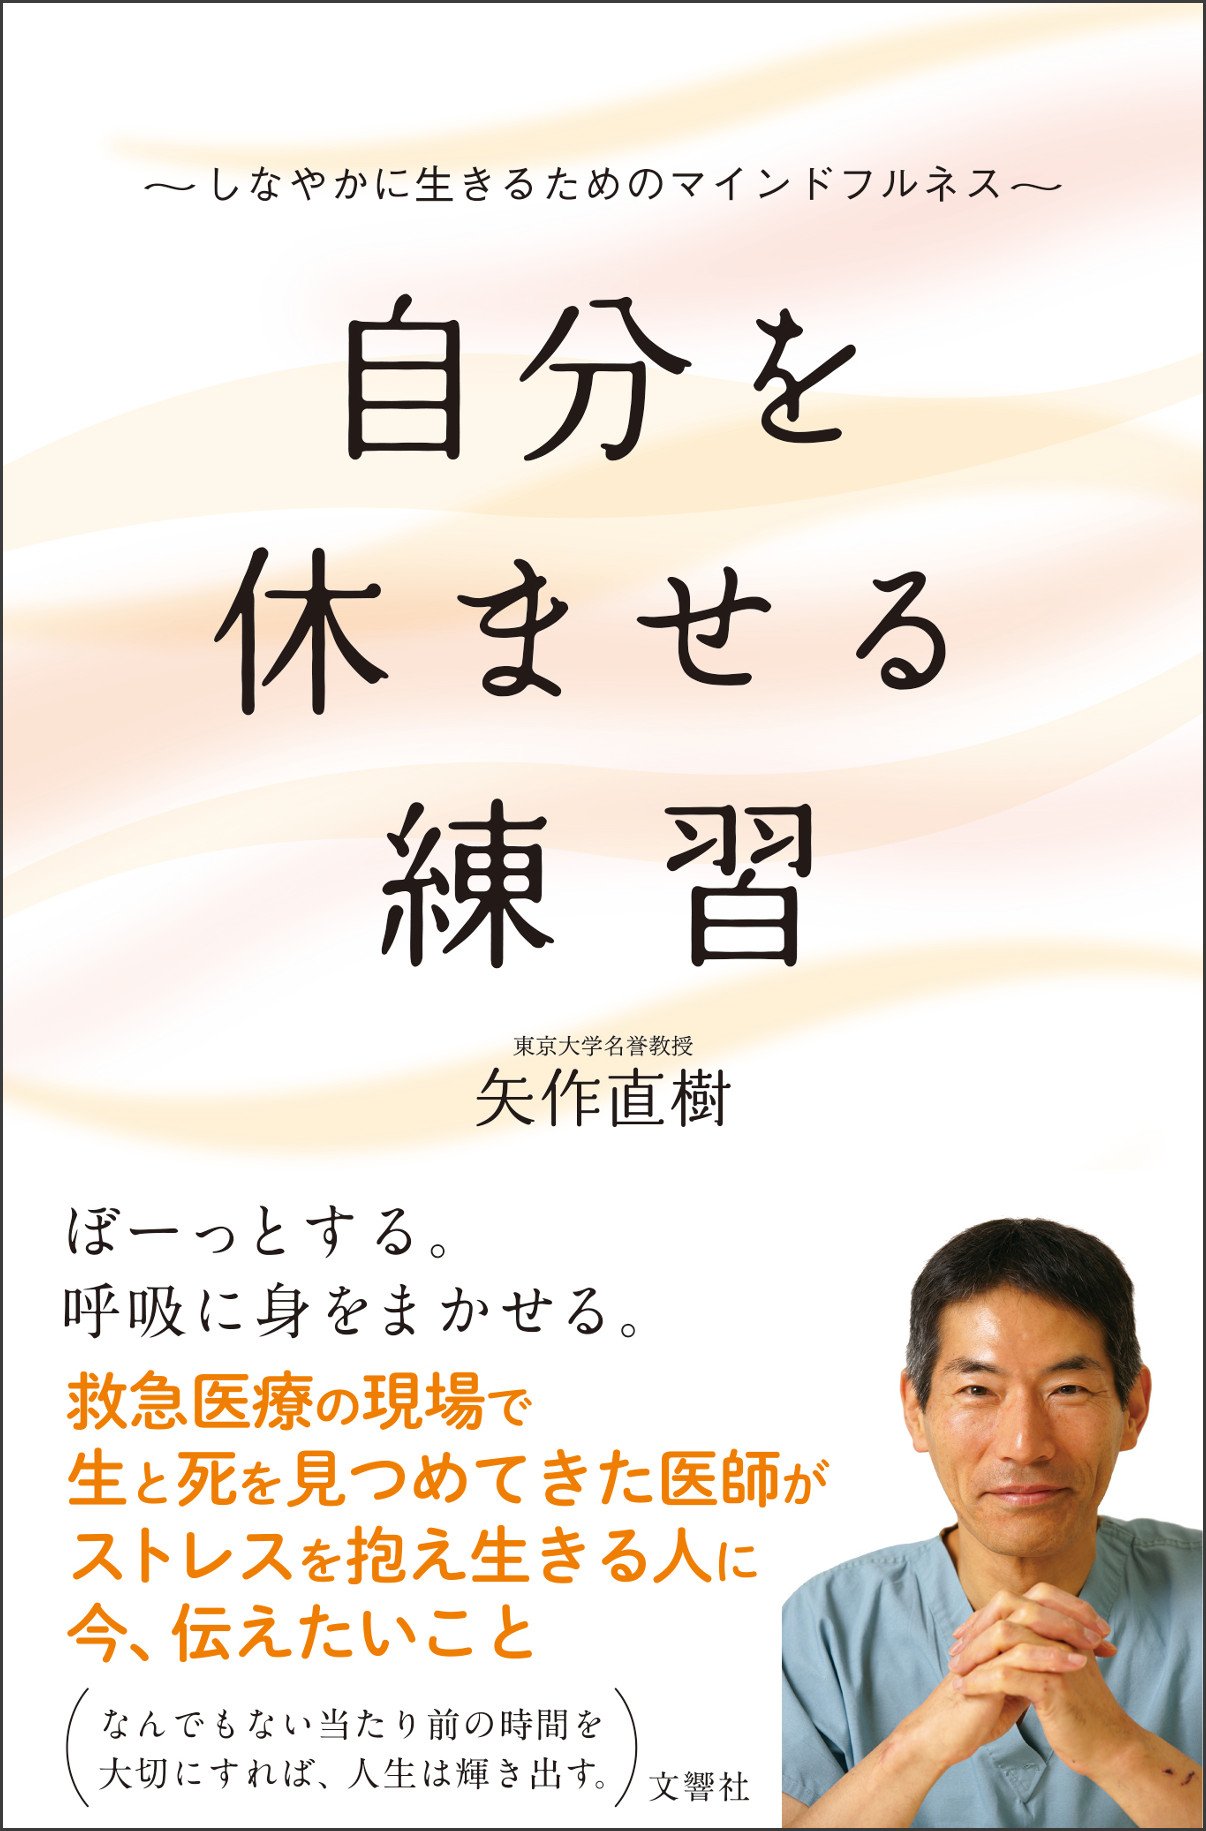 〜しなやかに生きるためのマインドフルネス〜
自分を
休ませる
練習
東京大学名誉教授
矢作直樹
ぼーっとする。
呼吸に身をまかせる。
救急医療の現場で
生と死を見つめてきた医師が
ストレスを抱え生きる人に
今、伝えたいこと
(なんでもない当たり前の時間を
大切にすれば、人生は輝き出す。)
文響社